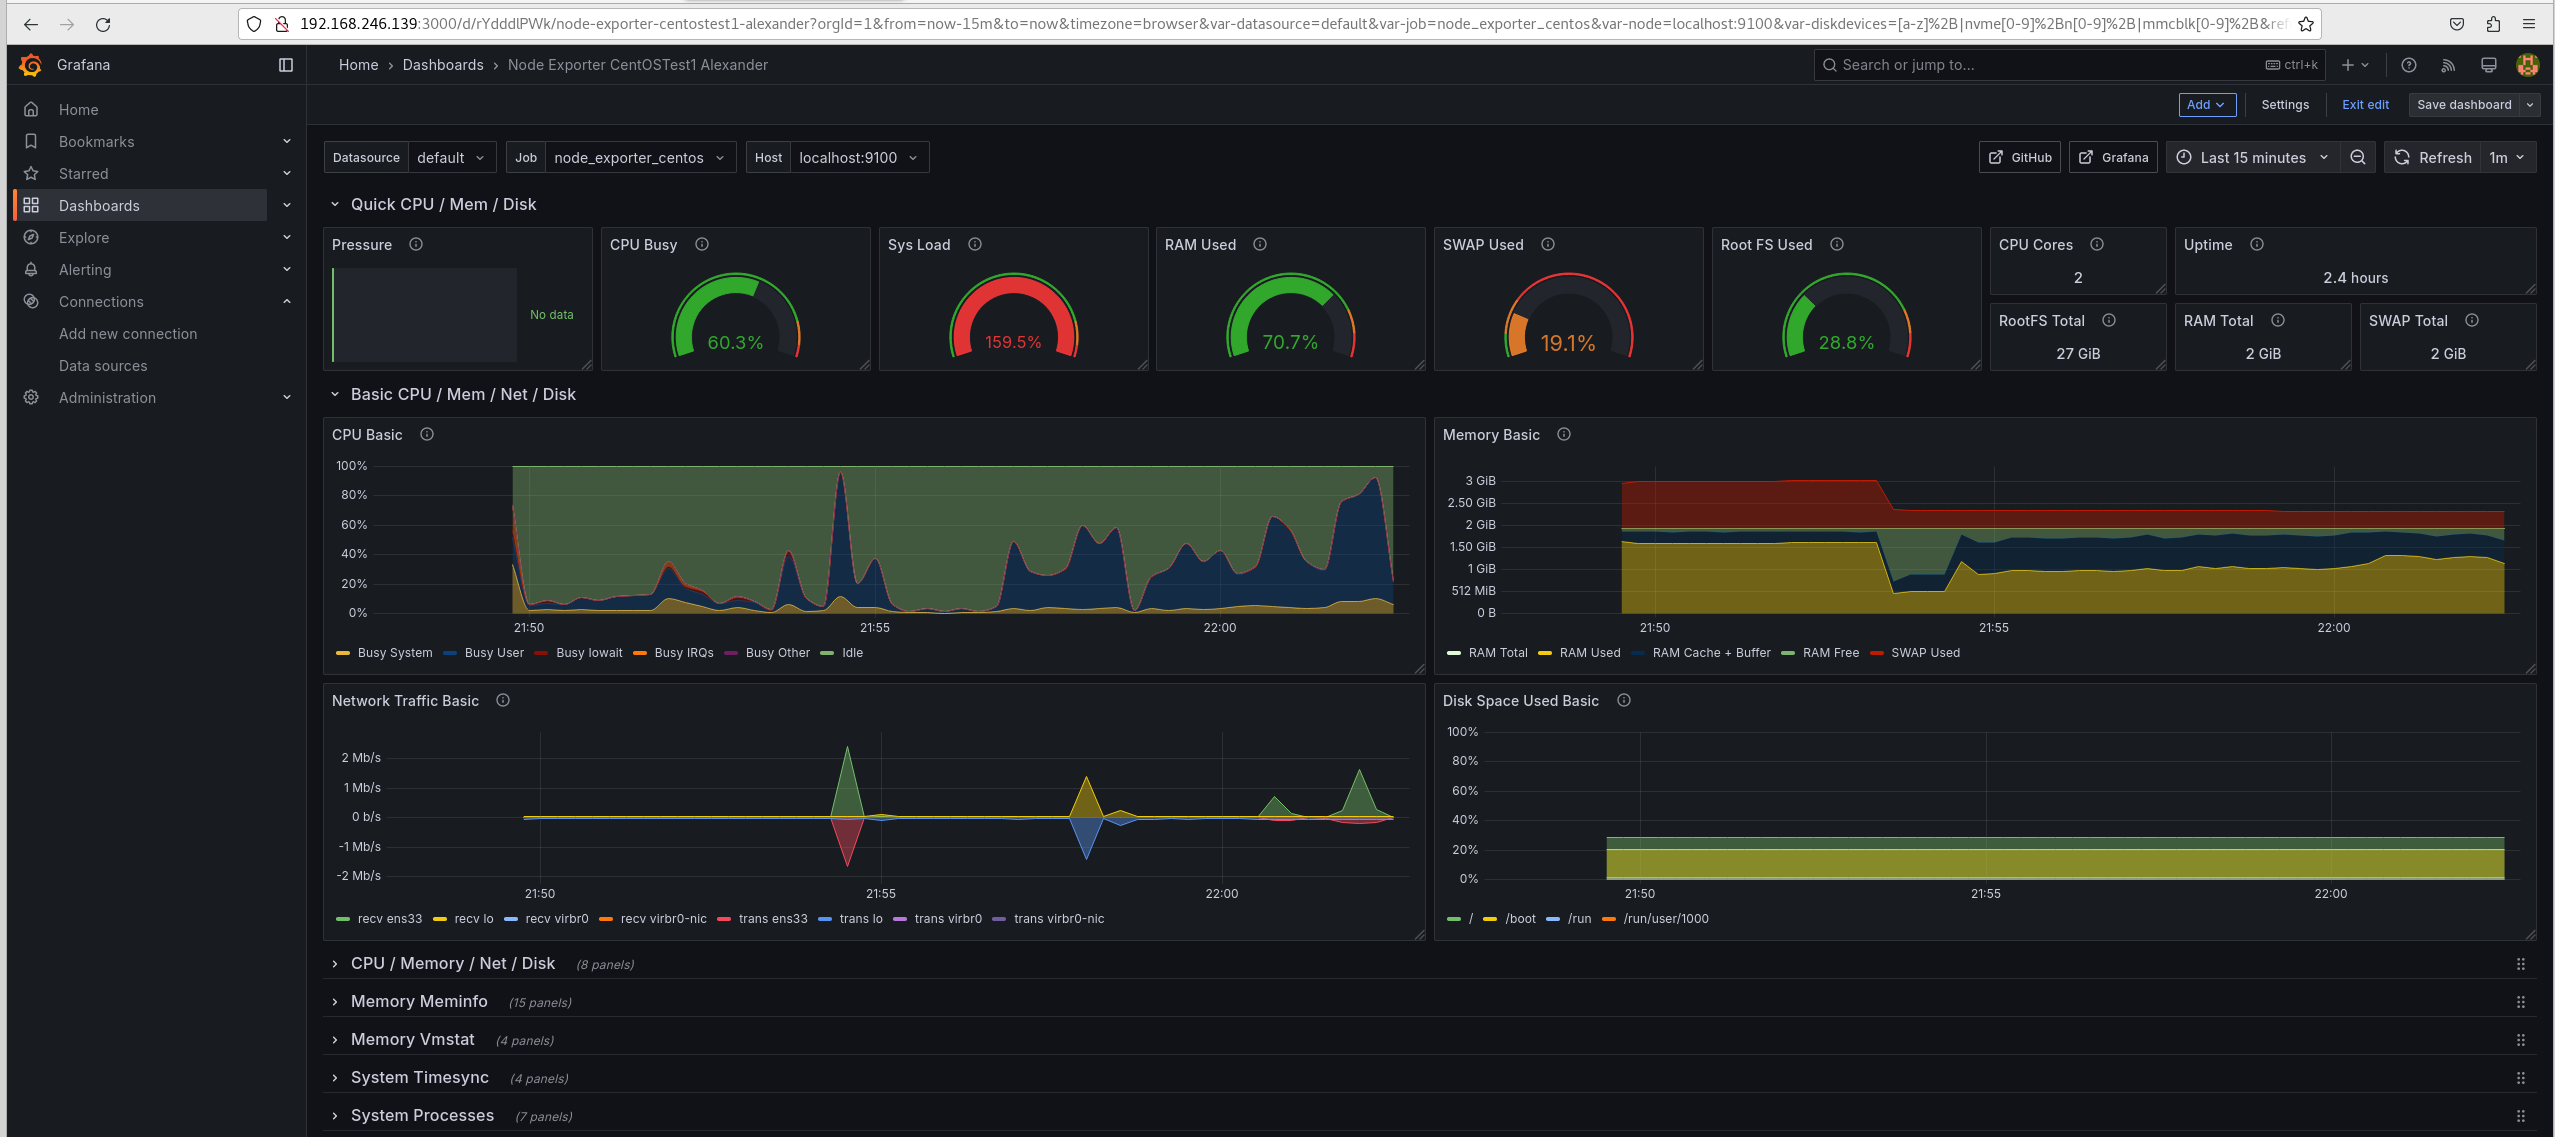 192.168.246.139:3000/d/rYdddlPWk/node-exporter-centostest1-alexander?orgId=1&from=now-15m&to=now&timezone=browser&var-datasource=default&var-job=node_exporter_centos&var-node=localhost:9100&var-diskdevices=[a-z]%2B|nvme[0-9]%2Bn[0-9]%2B|mmcblk[0-9]%2B&ref
Grafana
Home › Dashboards › Node Exporter CentOSTest1 Alexander
Search or jump to...
ctrl+k
Home
Bookmarks
Starred
Dashboards
Explore
Alerting
Connections
Add new connection
Data sources
Administration
Add
Settings
Exit edit
Save dashboard
Datasource default
Job node_exporter_centos
Host localhost:9100
GitHub
Grafana
Last 15 minutes
Refresh 1m
Quick CPU / Mem / Disk
Pressure
No data
CPU Busy
60.3%
Sys Load
159.5%
RAM Used
70.7%
SWAP Used
19.1%
Root FS Used
28.8%
CPU Cores
2
Uptime
2.4 hours
RootFS Total
27 GiB
RAM Total
2 GiB
SWAP Total
2 GiB
Basic CPU / Mem / Net / Disk
CPU Basic
100%
80%
60%
40%
20%
0%
21:50 21:55 22:00
Busy System Busy User Busy Iowait Busy IRQs Busy Other Idle
Memory Basic
3 GiB
2.50 GiB
2 GiB
1.50 GiB
1 GiB
512 MiB
0 B
21:50 21:55 22:00
RAM Total RAM Used RAM Cache + Buffer RAM Free SWAP Used
Network Traffic Basic
2 Mb/s
1 Mb/s
0 b/s
-1 Mb/s
-2 Mb/s
21:50 21:55 22:00
recv ens33 recv lo recv virbr0 recv virbr0-nic trans ens33 trans lo trans virbr0 trans virbr0-nic
Disk Space Used Basic
100%
80%
60%
40%
20%
0%
21:50 21:55 22:00
/ /boot /run /run/user/1000
CPU / Memory / Net / Disk (8 panels)
Memory Meminfo (15 panels)
Memory Vmstat (4 panels)
System Timesync (4 panels)
System Processes (7 panels)